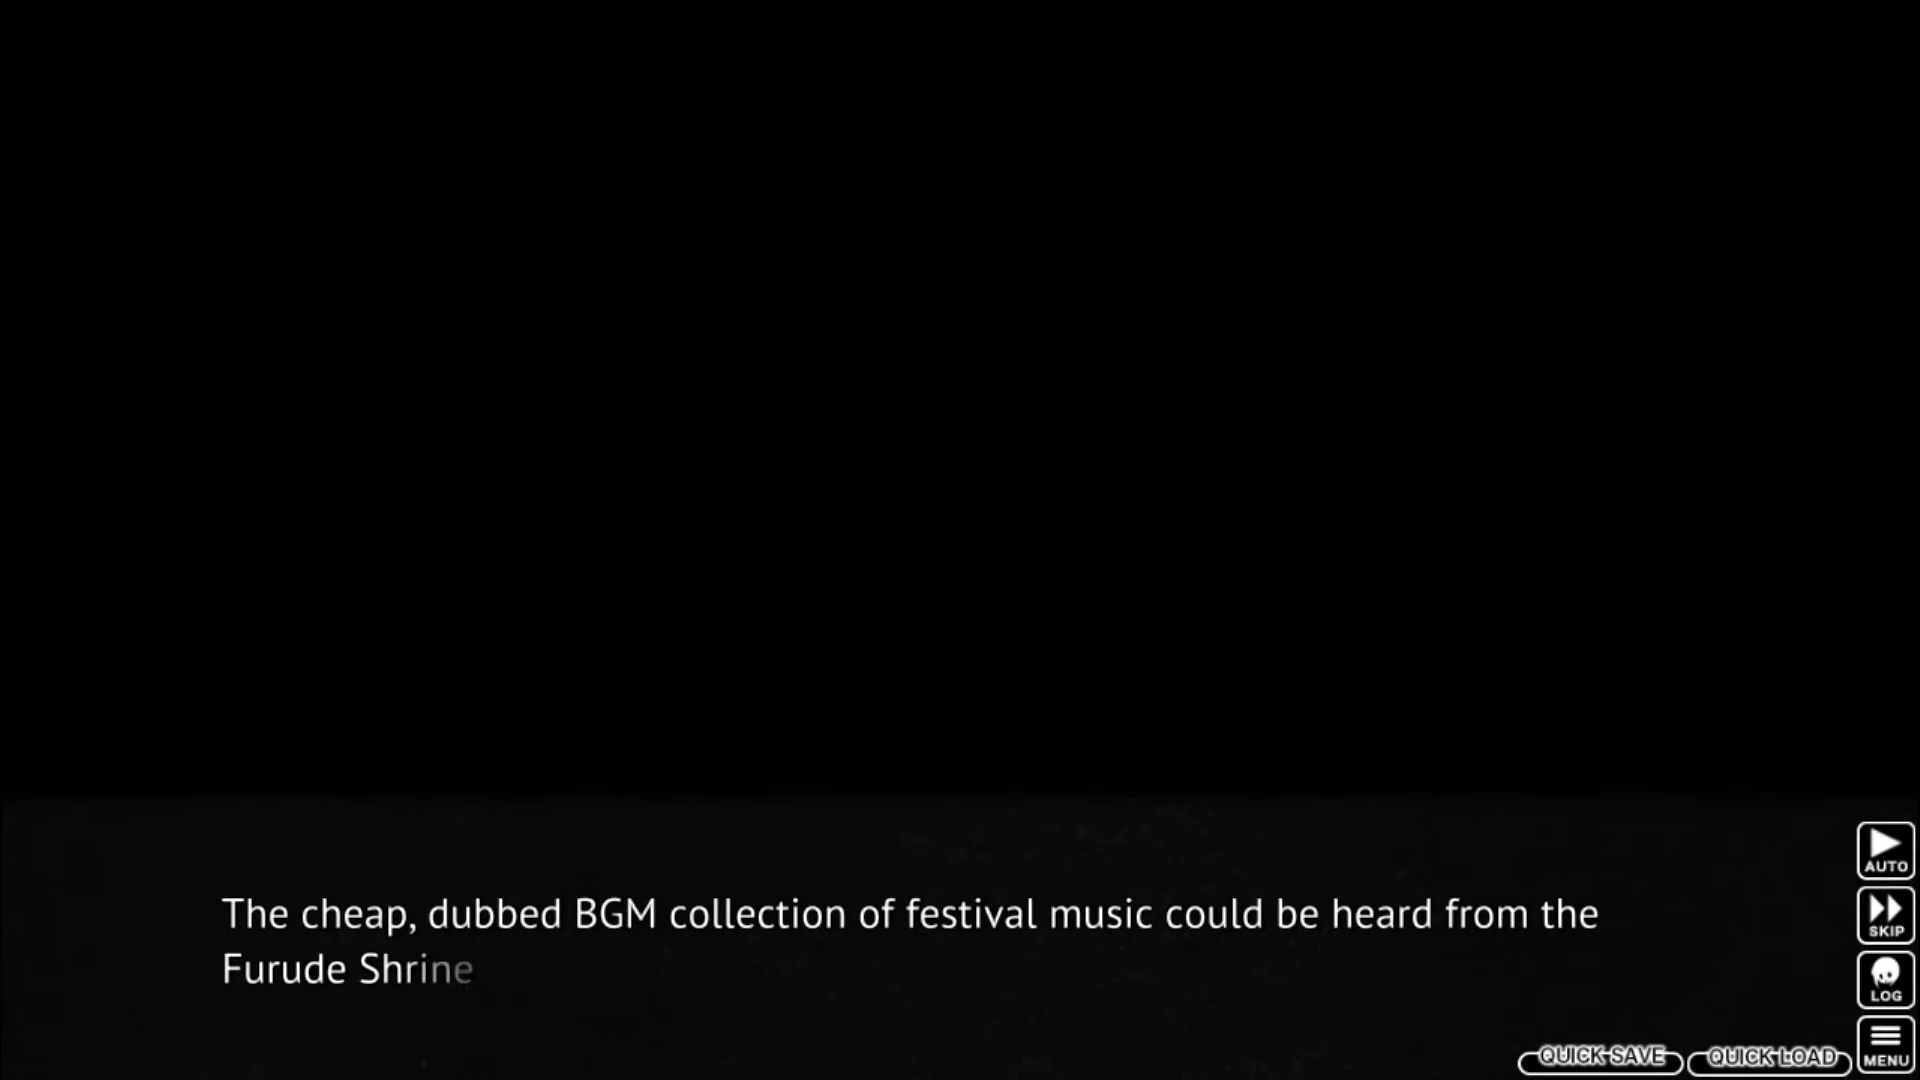 The cheap, dubbed BGM collection of festival music could be heard from the
Furude Shrine
AUTO
SKIP
LOG
MENU
QUICK SAVE
QUICK LOAD